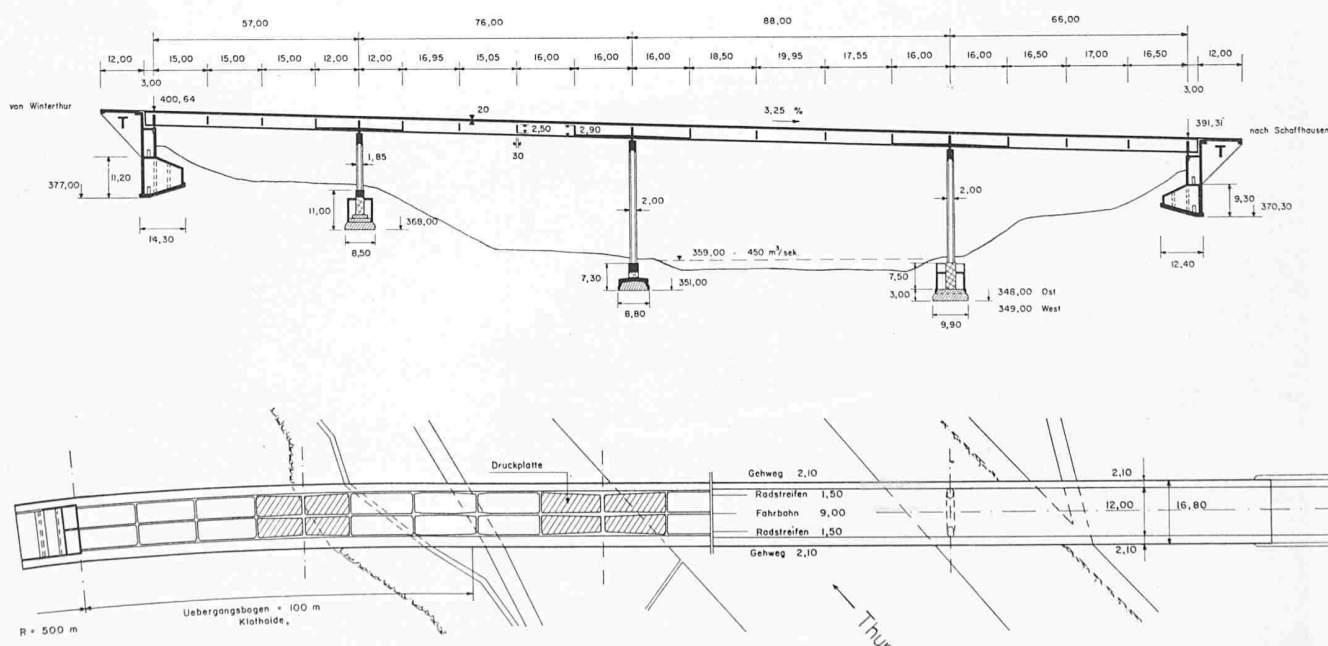 57,00 76,00 88,00 66,00
12,00 15,00 15,00 15,00 12,00 12,00 16,95 15,05 16,00 16,00 16,00 18,50 19,95 17,55 16,00 16,00 16,50 17,00 16,50 12,00
3,00 3,00
von Winterthur 400,64 20 3,25 % 391,31 nach Schaffhausen
T 2,50 2,90 T
30
1,85
11,20 2,00 2,00
377,00 9,30 370,30
11,00 368,00
14,30 8,50 359,00 - 450 m³/sek. 12,40
7,30 351,00 7,50
3,00 348,00 Ost
8,80 349,00 West
9,90
Druckplatte Gehweg 2,10 2,10
Radstreifen 1,50
Fahrbahn 9,00 12,00 16,80
Radstreifen 1,50
Gehweg 2,10 2,10
Uebergangsbogen = 100 m
Klothoide,
R = 500 m
Thur